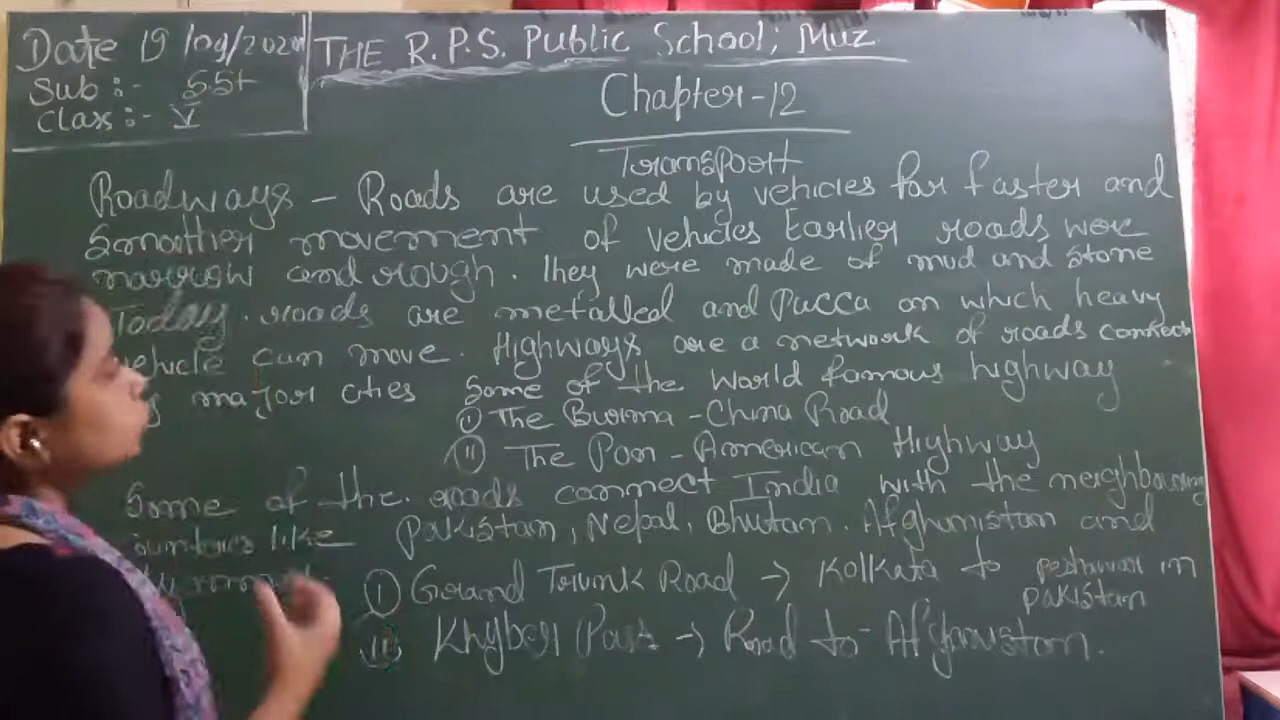 Date 19/09/202
Sub :- S.St
Class :- V
THE R.P.S. Public School, Muz
Chapter-12
Transport
Roadways - Roads are used by vehicles for faster and
Smoother movement of vehicles Earlier roads were
narrow and rough. They were made of mud and stone
Today roads are metalled and Pucca on which heavy
ehicle can move. Highways are a network of roads connect
g major cties Some of the World famous highway
(i) The Burma-China Road
(ii) The Pan-American Highway
Some of the roads connect India with the neighbouring
ountries like Pakistan, Nepal, Bhutan. Afghanistan and
(i) Grand Trunk Road → Kolkata to peshawar in
pakistan
(ii) Khyber Pass → Road to Afghanistan.